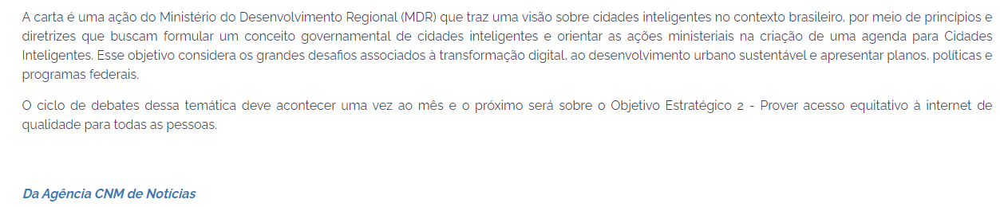 A carta é uma ação do Ministério do Desenvolvimento Regional (MDR) que traz uma visão sobre cidades inteligentes no contexto brasileiro, por meio de princípios e
diretrizes que buscam formular um conceito governamental de cidades inteligentes e orientar as ações ministeriais na criação de uma agenda para Cidades
Inteligentes. Esse objetivo considera os grandes desafios associados à transformação digital, ao desenvolvimento urbano sustentável e apresentar planos, políticas e
programas federais.
O ciclo de debates dessa temática deve acontecer uma vez ao mês e o próximo será sobre o Objetivo Estratégico 2 - Prover acesso equitativo à internet de
qualidade para todas as pessoas.
Da Agência CNM de Notícias